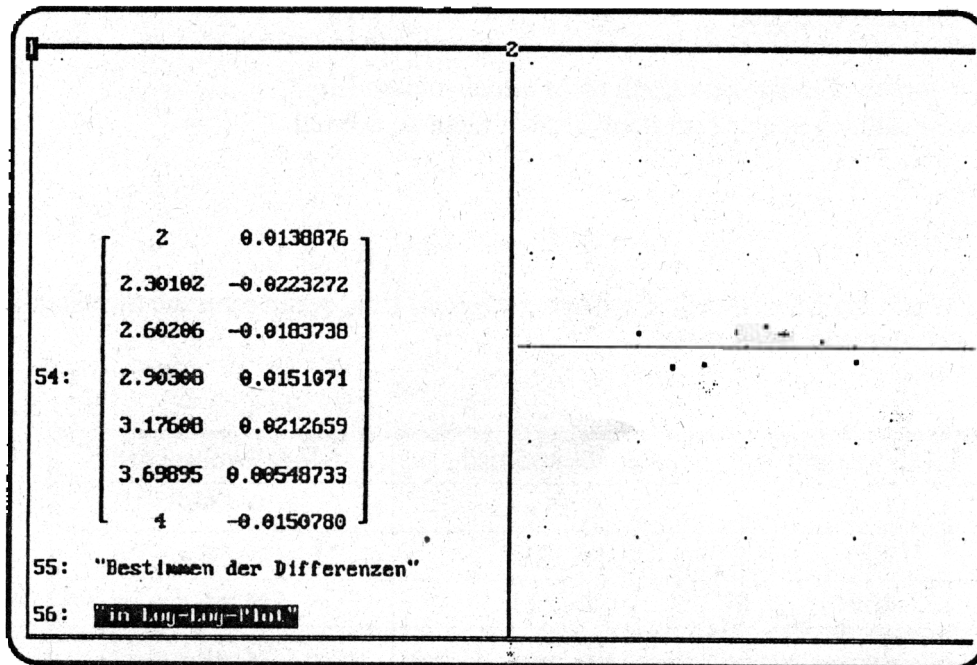 1
2
2 0.0138876
2.30102 -0.0223272
2.60206 -0.0183738
54: 2.90308 0.0151071
3.17608 0.0212659
3.69895 0.00548733
4 -0.0150780
55: "Bestimmen der Differenzen"
56: "in Log-Log-Plot"